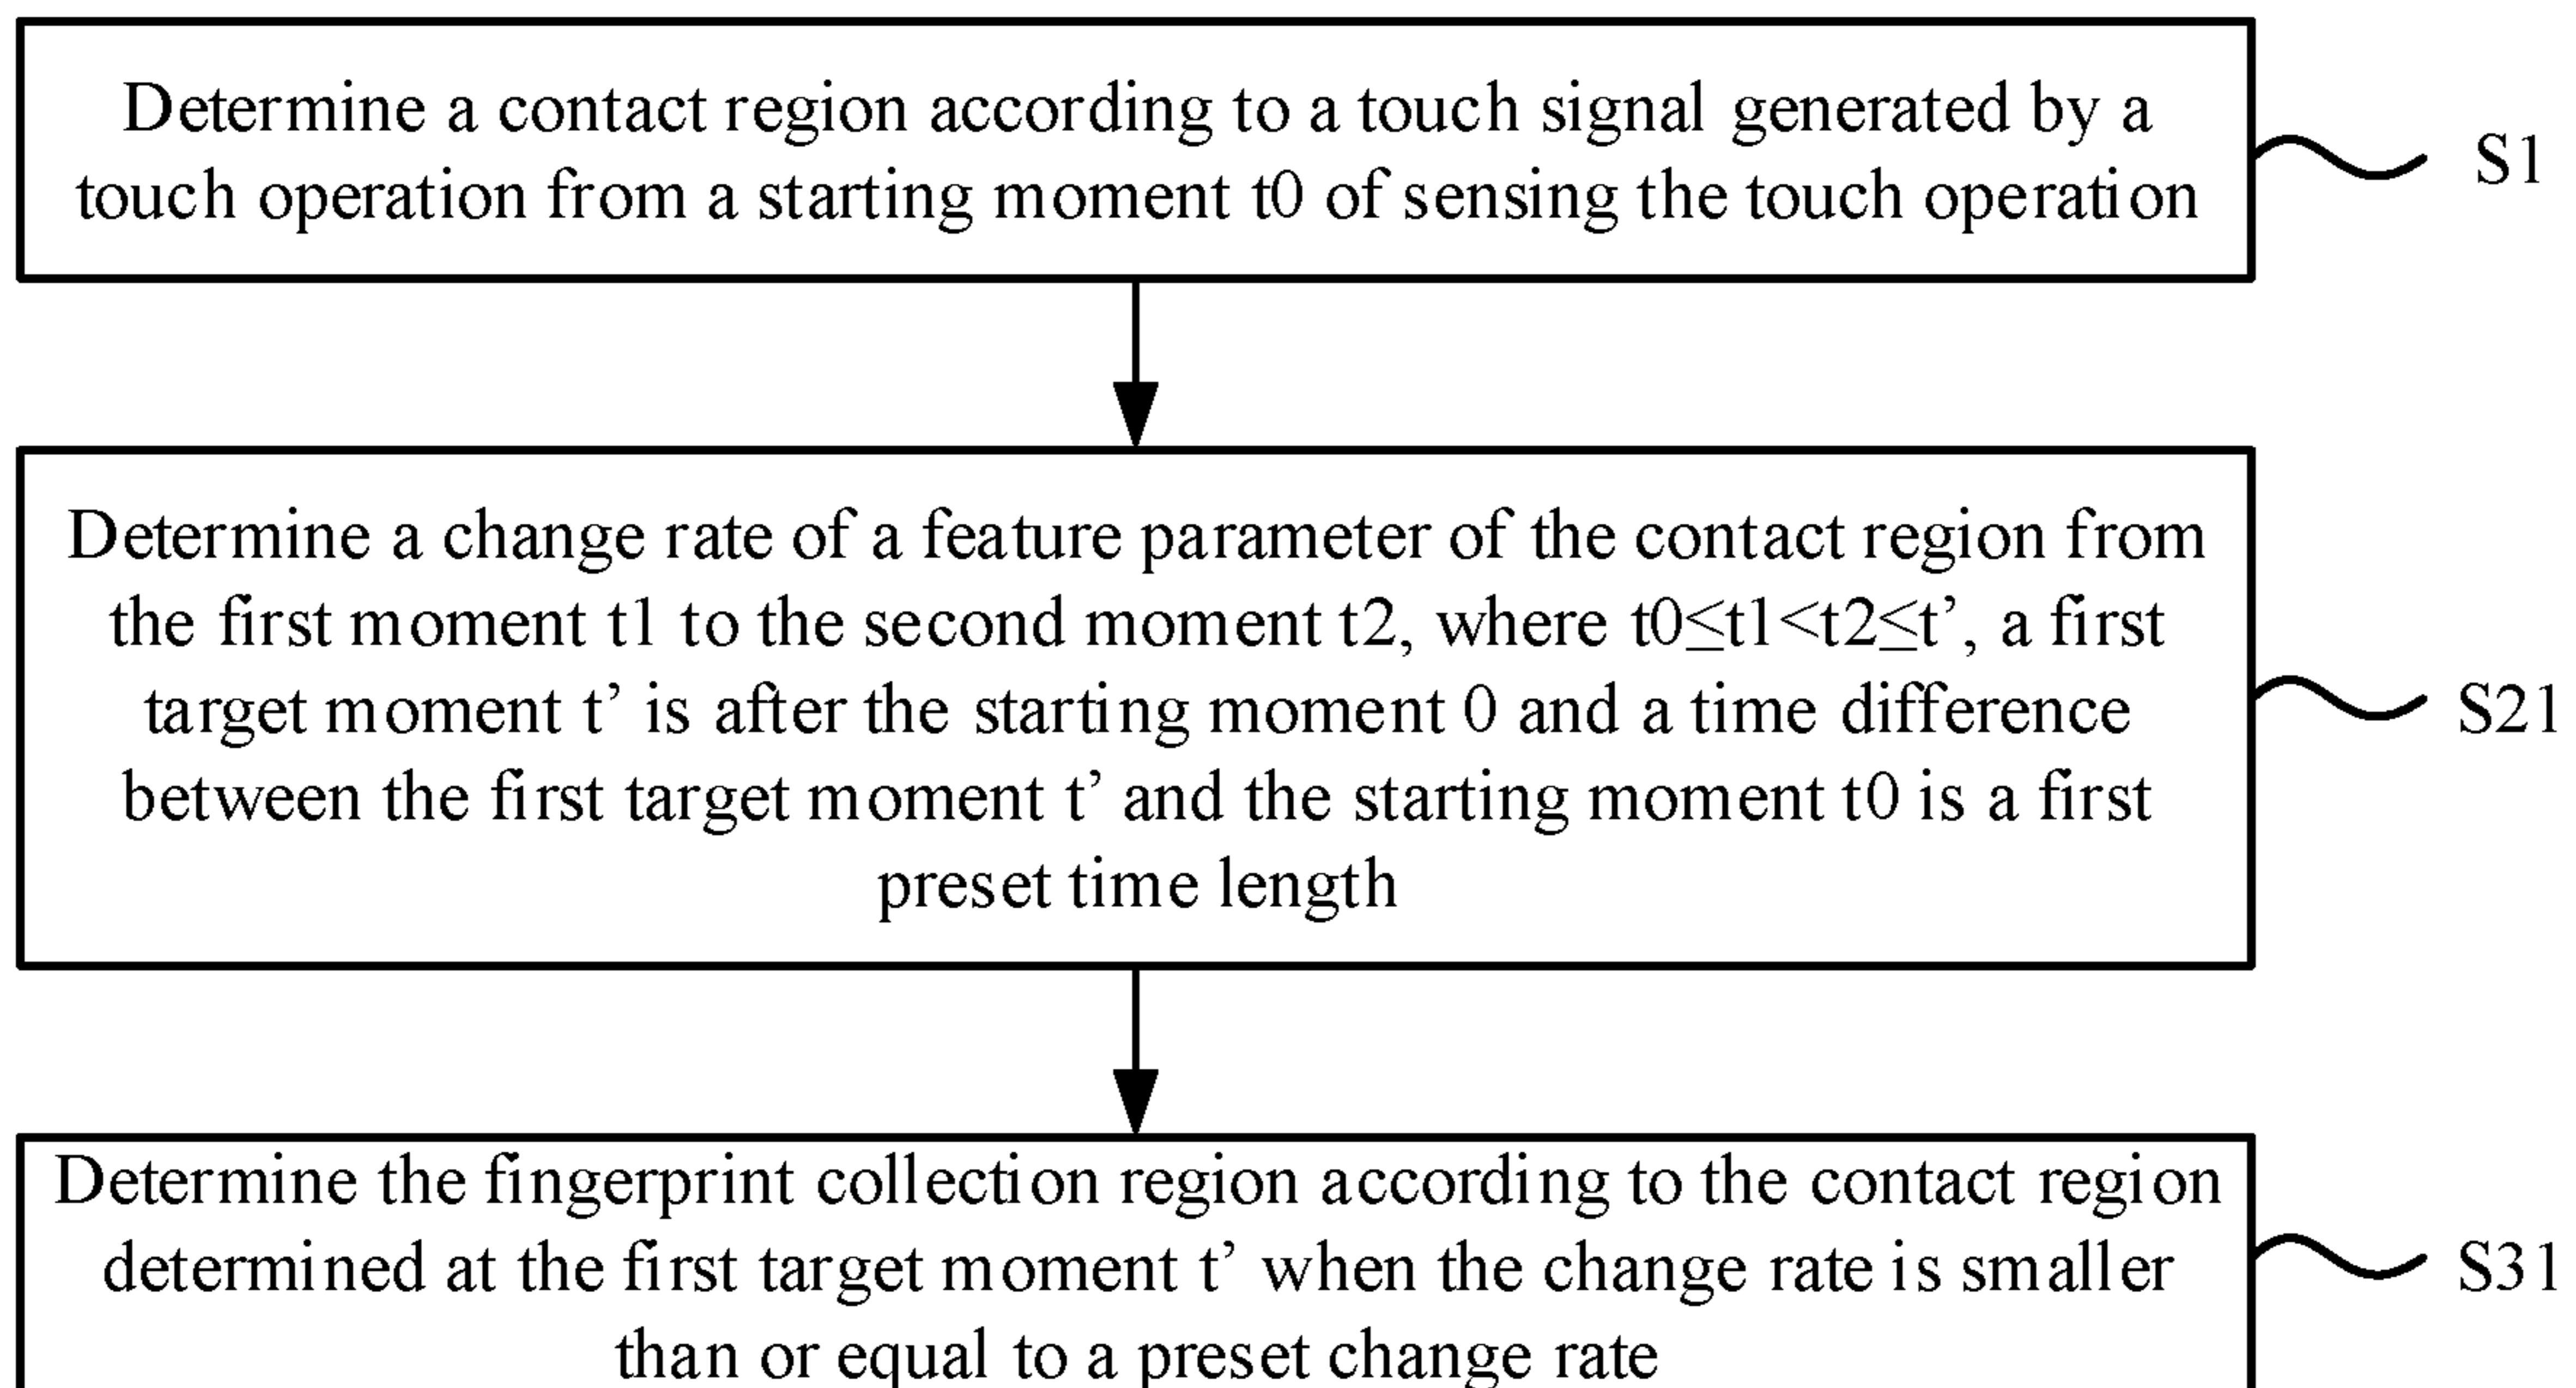 Determine a contact region according to a touch signal generated by a
touch operation from a starting moment t0 of sensing the touch operation
S1
Determine a change rate of a feature parameter of the contact region from
the first moment t1 to the second moment t2, where t0≤t1<t2≤t’, a first
target moment t’ is after the starting moment 0 and a time difference
between the first target moment t’ and the starting moment t0 is a first
preset time length
S21
Determine the fingerprint collection region according to the contact region
determined at the first target moment t’ when the change rate is smaller
than or equal to a preset change rate
S31